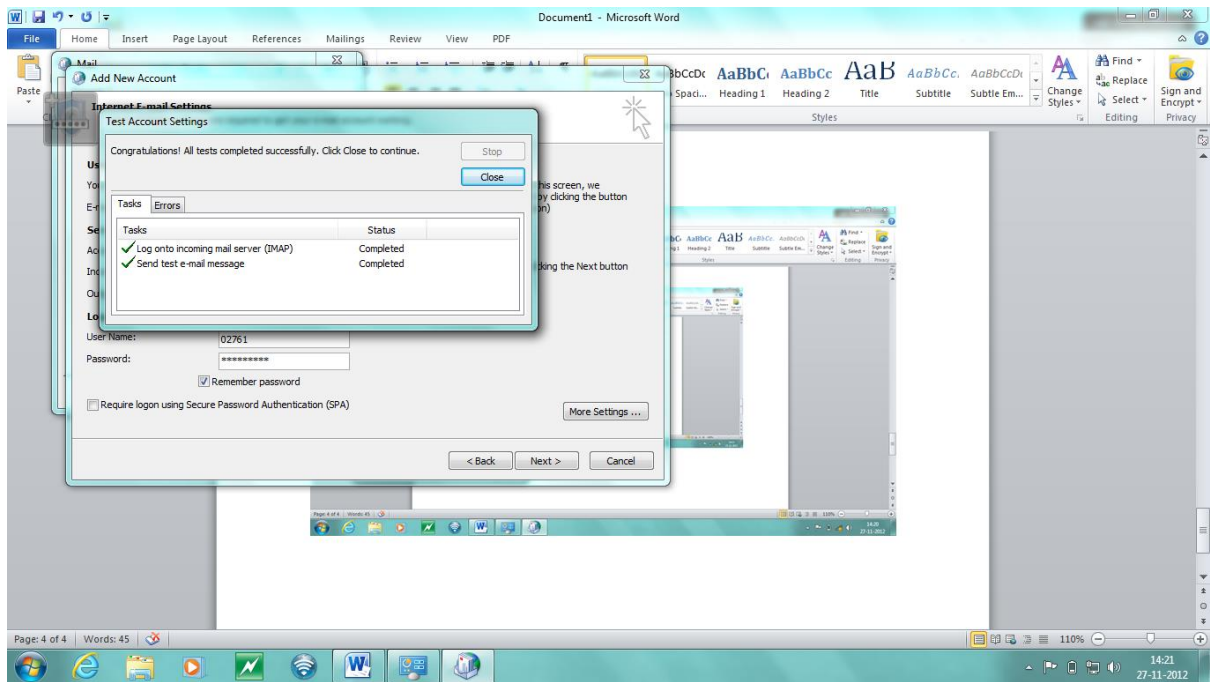 Document1 - Microsoft Word
File Home Insert Page Layout References Mailings Review View PDF
Paste
AaBbCc AaBbCc AaB AaBbCc. AaBbCcDc
Spaci... Heading 1 Heading 2 Title Subtitle Subtle Em...
Change Styles
Find
Replace
Select
Sign and Encrypt
Styles Editing Privacy
Mail
Add New Account
Internet E-mail Settings
Test Account Settings
Congratulations! All tests completed successfully. Click Close to continue.
Stop
Close
Tasks Errors
Tasks Status
Log onto incoming mail server (IMAP) Completed
Send test e-mail message Completed
his screen, we
by clicking the button
on)
king the Next button
User Name: 02761
Password: *********
Remember password
Require logon using Secure Password Authentication (SPA)
More Settings ...
< Back Next > Cancel
Page: 4 of 4 Words: 45 110%
14:21
27-11-2012